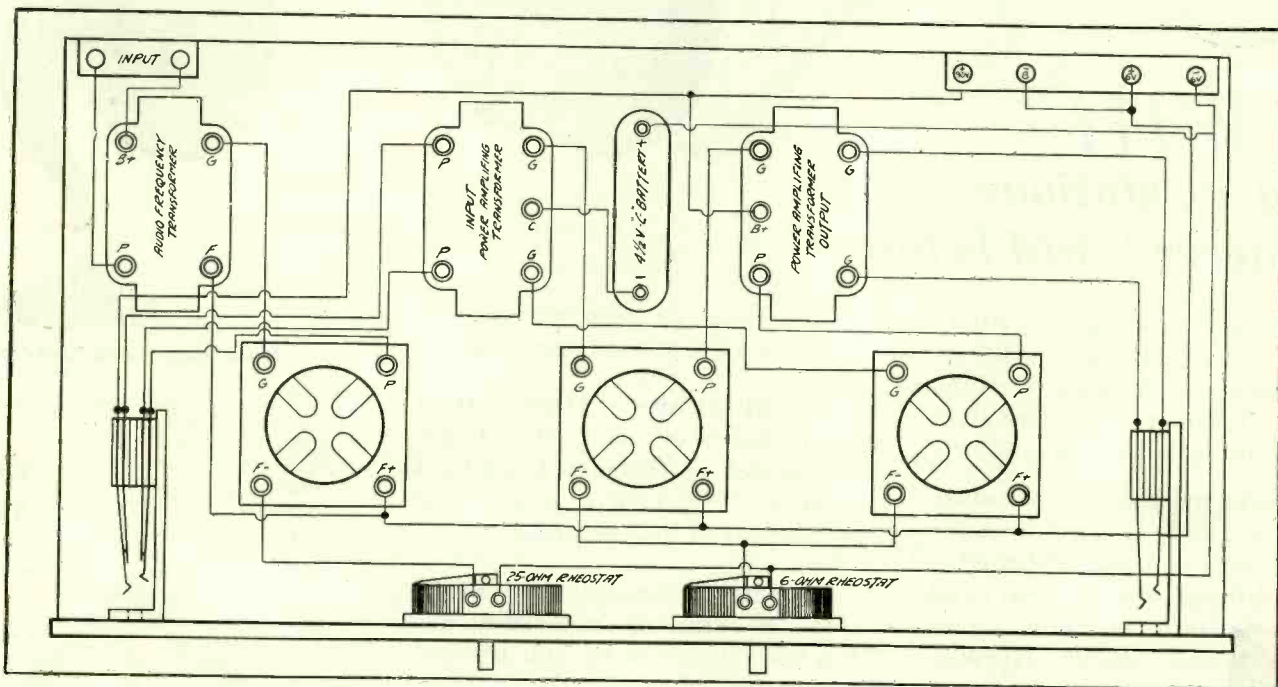 INPUT
B+
G
P
F
AUDIO FREQUENCY
TRANSFORMER
P
G
C
P
G
INPUT
POWER AMPLIFYING
TRANSFORMER
4½ V "C" BATTERY +
G
G
B+
P
G
POWER AMPLIFYING
TRANSFORMER
OUTPUT
B
+
6V
-
6V
G
P
F-
F+
G
P
F-
F+
G
P
F-
F+
25-OHM RHEOSTAT
6-OHM RHEOSTAT